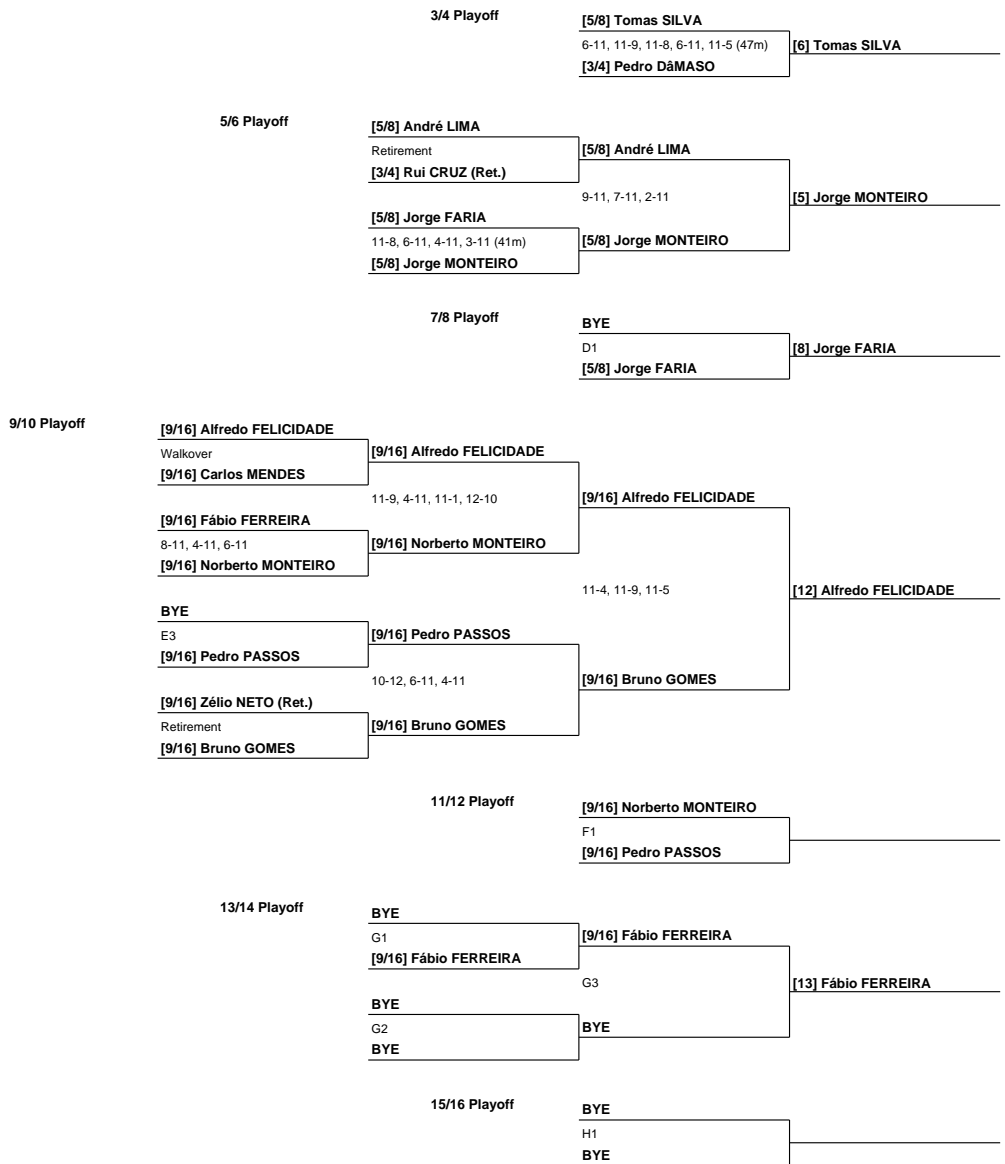 3/4 Playoff
[5/8] Tomas SILVA
6-11, 11-9, 11-8, 6-11, 11-5 (47m)
[6] Tomas SILVA
[3/4] Pedro DâMASO
5/6 Playoff
[5/8] André LIMA
Retirement
[5/8] André LIMA
[3/4] Rui CRUZ (Ret.)
9-11, 7-11, 2-11
[5] Jorge MONTEIRO
[5/8] Jorge FARIA
11-8, 6-11, 4-11, 3-11 (41m)
[5/8] Jorge MONTEIRO
[5/8] Jorge MONTEIRO
7/8 Playoff
BYE
D1
[8] Jorge FARIA
[5/8] Jorge FARIA
9/10 Playoff
[9/16] Alfredo FELICIDADE
Walkover
[9/16] Alfredo FELICIDADE
[9/16] Carlos MENDES
11-9, 4-11, 11-1, 12-10
[9/16] Alfredo FELICIDADE
[9/16] Fábio FERREIRA
8-11, 4-11, 6-11
[9/16] Norberto MONTEIRO
[9/16] Norberto MONTEIRO
11-4, 11-9, 11-5
[12] Alfredo FELICIDADE
BYE
E3
[9/16] Pedro PASSOS
[9/16] Pedro PASSOS
10-12, 6-11, 4-11
[9/16] Bruno GOMES
[9/16] Zélio NETO (Ret.)
Retirement
[9/16] Bruno GOMES
[9/16] Bruno GOMES
11/12 Playoff
[9/16] Norberto MONTEIRO
F1
[9/16] Pedro PASSOS
13/14 Playoff
BYE
G1
[9/16] Fábio FERREIRA
[9/16] Fábio FERREIRA
G3
[13] Fábio FERREIRA
BYE
G2
BYE
BYE
15/16 Playoff
BYE
H1
BYE